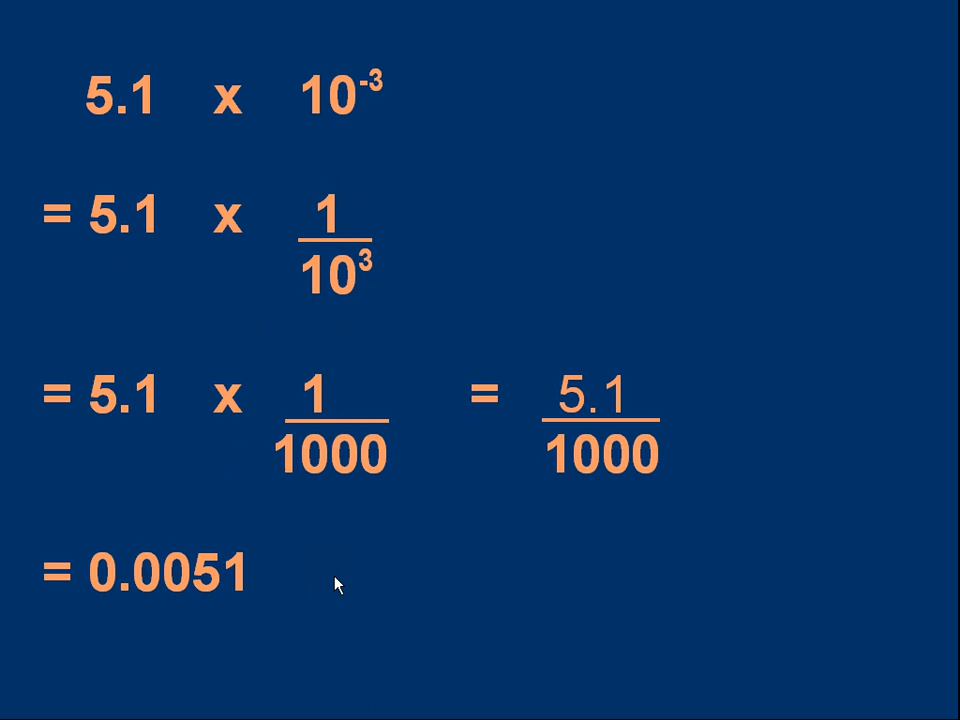 5.1 x 10⁻³
= 5.1 x 1
10³
= 5.1 x 1 = 5.1
1000 1000
= 0.0051